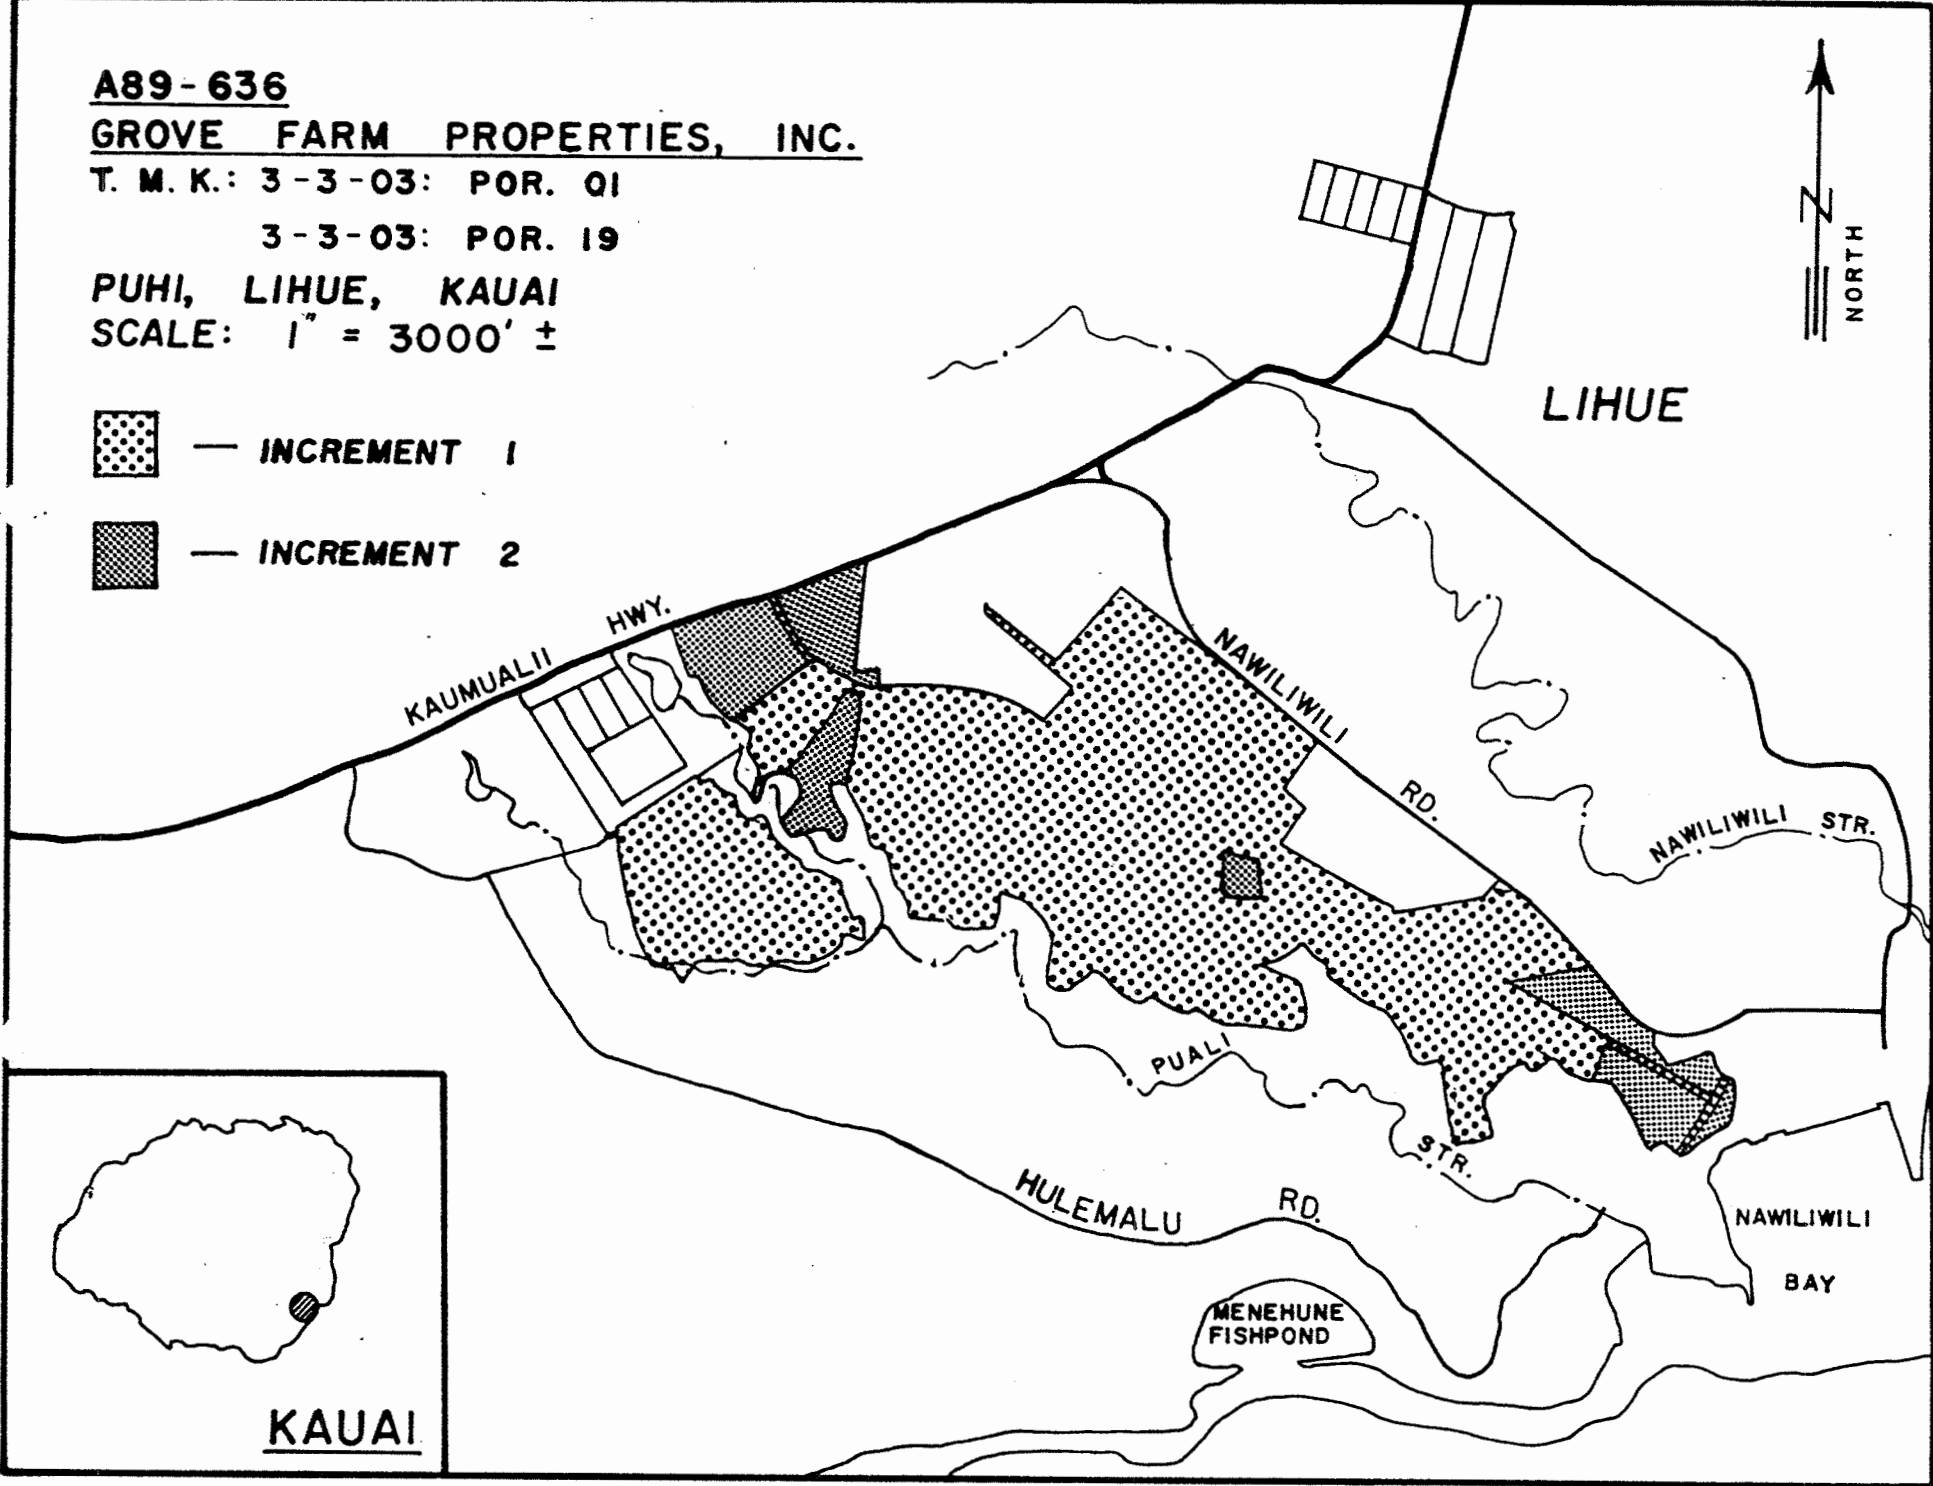 A89-636
GROVE FARM PROPERTIES, INC.
T. M. K.: 3-3-03: POR. 01
3-3-03: POR. 19
PUHI, LIHUE, KAUAI
SCALE: 1" = 3000' ±
— INCREMENT 1
— INCREMENT 2
N
NORTH
LIHUE
KAUMUALII HWY.
NAWILIWILI RD.
NAWILIWILI STR.
PUALI STR.
HULEMALU RD.
NAWILIWILI
BAY
MENEHUNE
FISHPOND
KAUAI